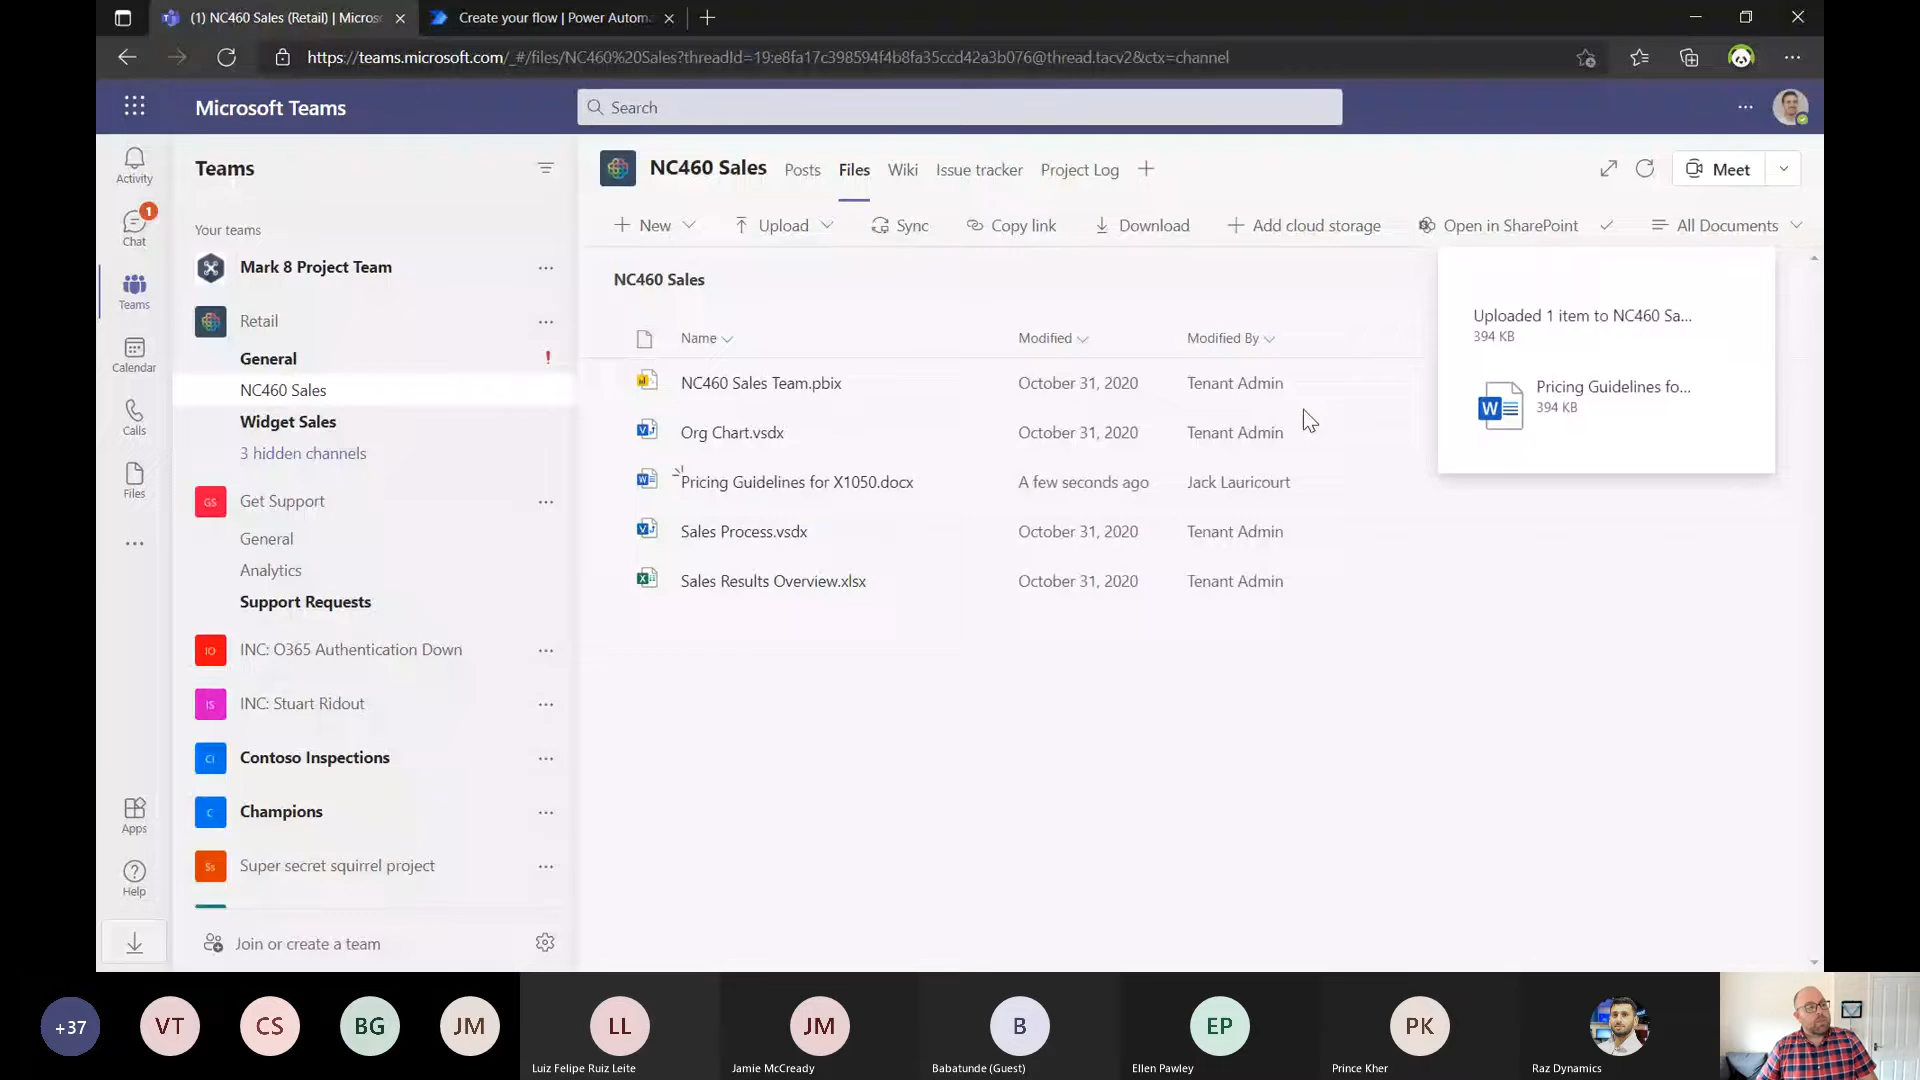 (1) NC460 Sales (Retail) | Micros
Create your flow | Power Autom
https://teams.microsoft.com/_#/files/NC460%20Sales?threadId=19:e8fa17c398594f4b8fa35ccd42a3b076@thread.tacv2&ctx=channel
Microsoft Teams
Search
Activity
1
Chat
Teams
Calendar
Calls
Files
Apps
Help
Teams
Your teams
Mark 8 Project Team
Retail
General
!
NC460 Sales
Widget Sales
3 hidden channels
GS
Get Support
General
Analytics
Support Requests
IO
INC: O365 Authentication Down
IS
INC: Stuart Ridout
CI
Contoso Inspections
C
Champions
Ss
Super secret squirrel project
Join or create a team
NC460 Sales
Posts
Files
Wiki
Issue tracker
Project Log
Meet
New
Upload
Sync
Copy link
Download
Add cloud storage
Open in SharePoint
All Documents
NC460 Sales
Name
Modified
Modified By
NC460 Sales Team.pbix
October 31, 2020
Tenant Admin
Org Chart.vsdx
October 31, 2020
Tenant Admin
Pricing Guidelines for X1050.docx
A few seconds ago
Jack Lauricourt
Sales Process.vsdx
October 31, 2020
Tenant Admin
Sales Results Overview.xlsx
October 31, 2020
Tenant Admin
Uploaded 1 item to NC460 Sa...
394 KB
W
Pricing Guidelines fo...
394 KB
+37
VT
CS
BG
JM
LL
Luiz Felipe Ruiz Leite
JM
Jamie McCready
B
Babatunde (Guest)
EP
Ellen Pawley
PK
Prince Kher
Raz Dynamics